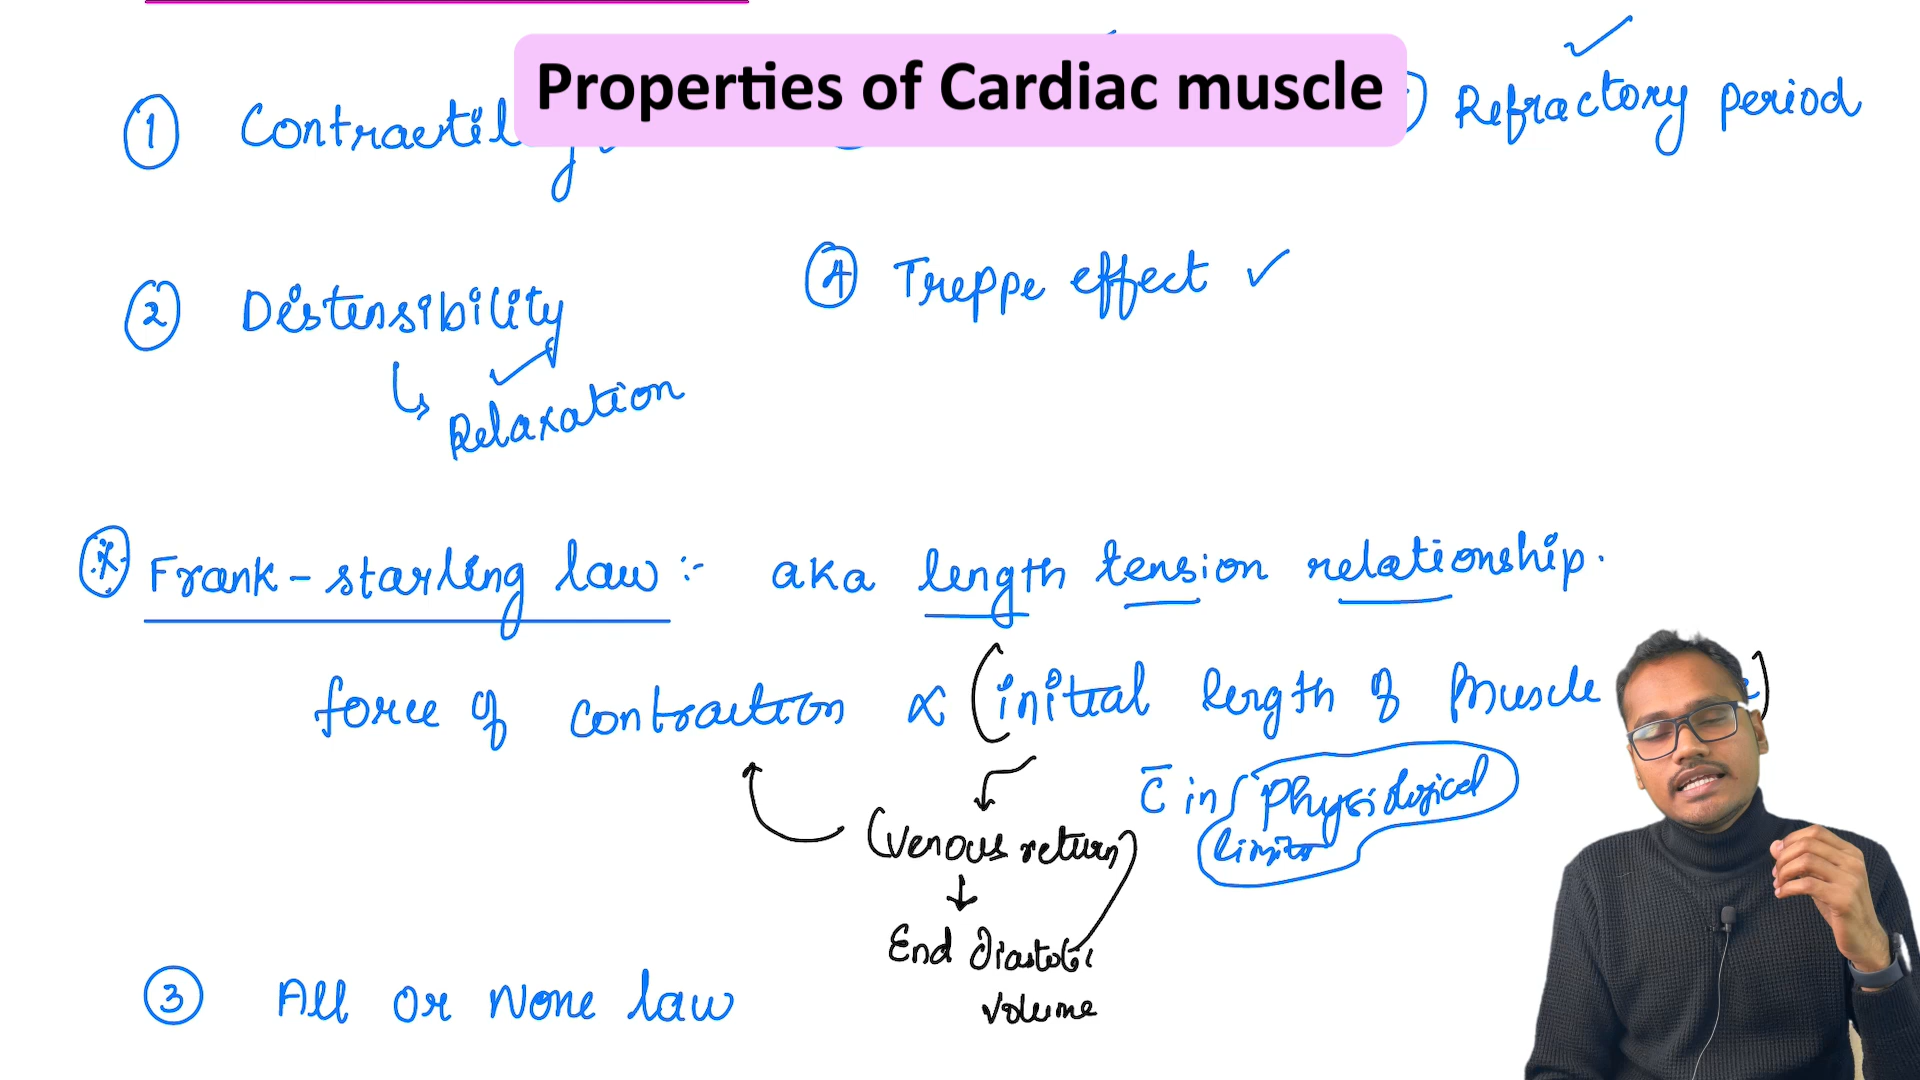 Properties of Cardiac muscle
① Refractory period
② Distensibility
④ Treppe effect ✓
↳ Relaxation
Frank-starling law :- aka length tension relationship.
force of contraction ∝ (initial length of Muscle )
(Venous return)
C̄ in Physiological
limits
↓
End Diastolic
volume
③ All or None law